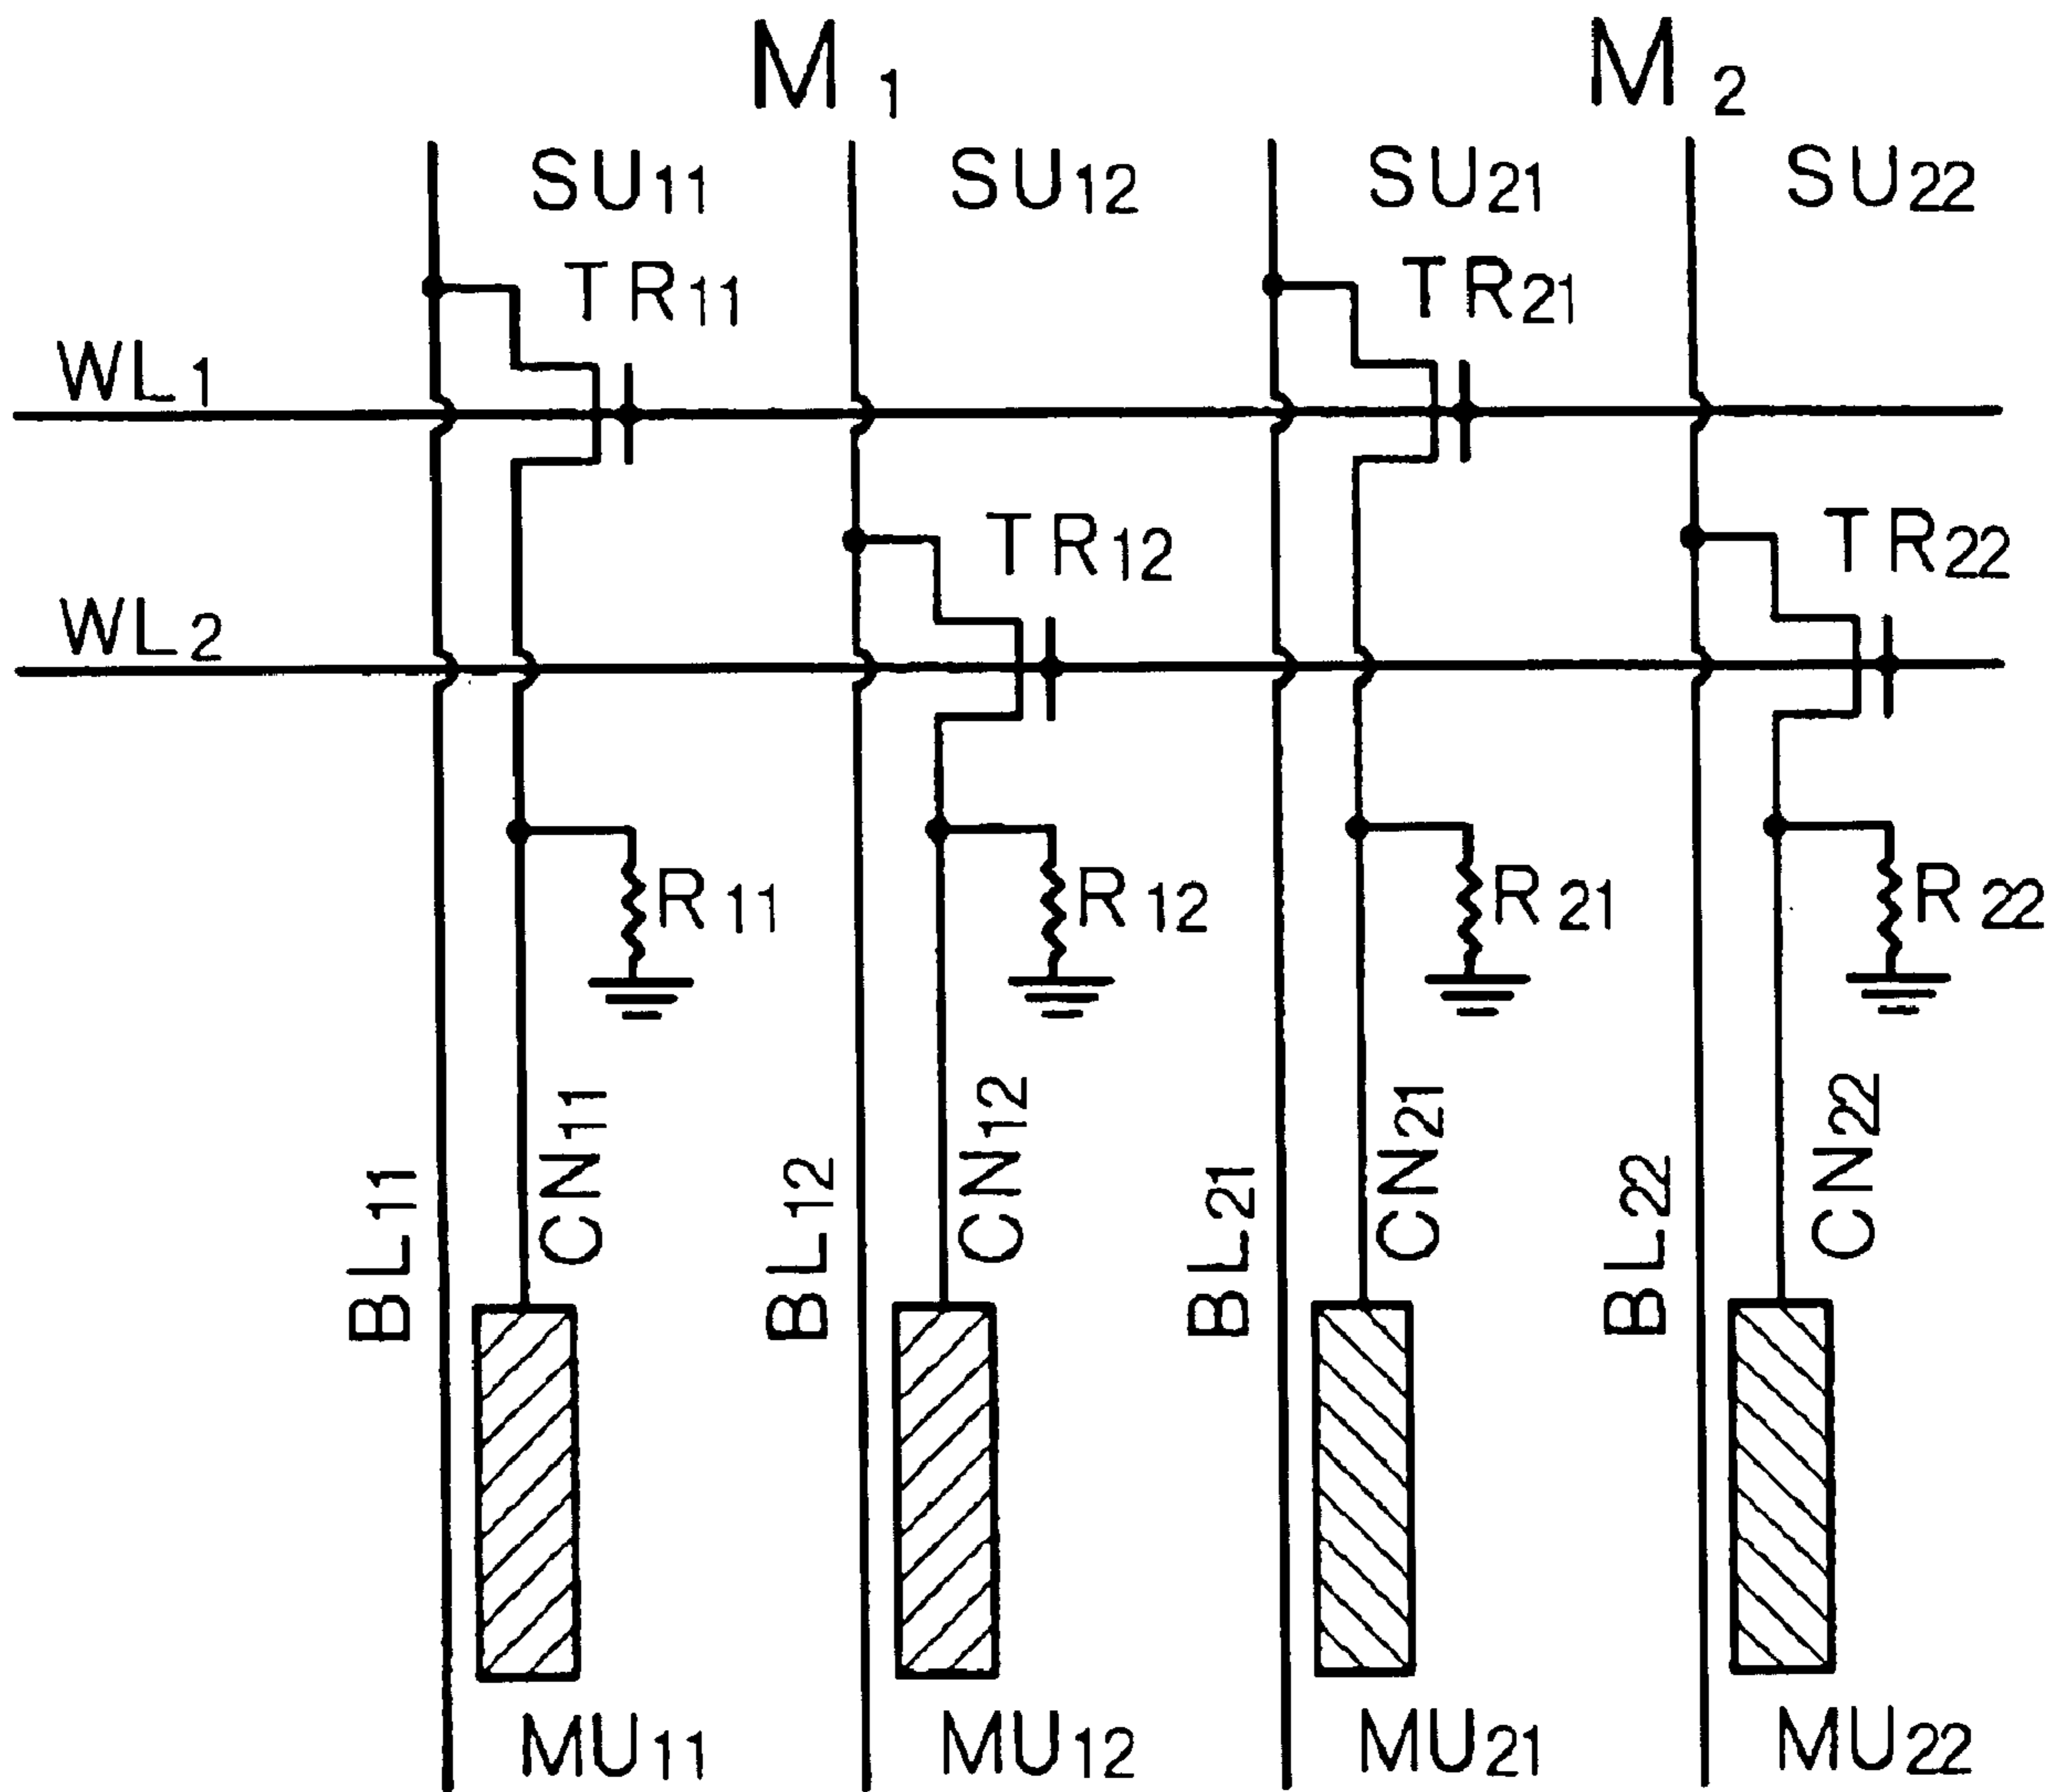 M1 M2
SU11 SU12 SU21 SU22
TR11 TR21
WL1
TR12 TR22
WL2
R11 R12 R21 R22
CN11 CN12 CN21 CN22
BL11 BL12 BL21 BL22
MU11 MU12 MU21 MU22